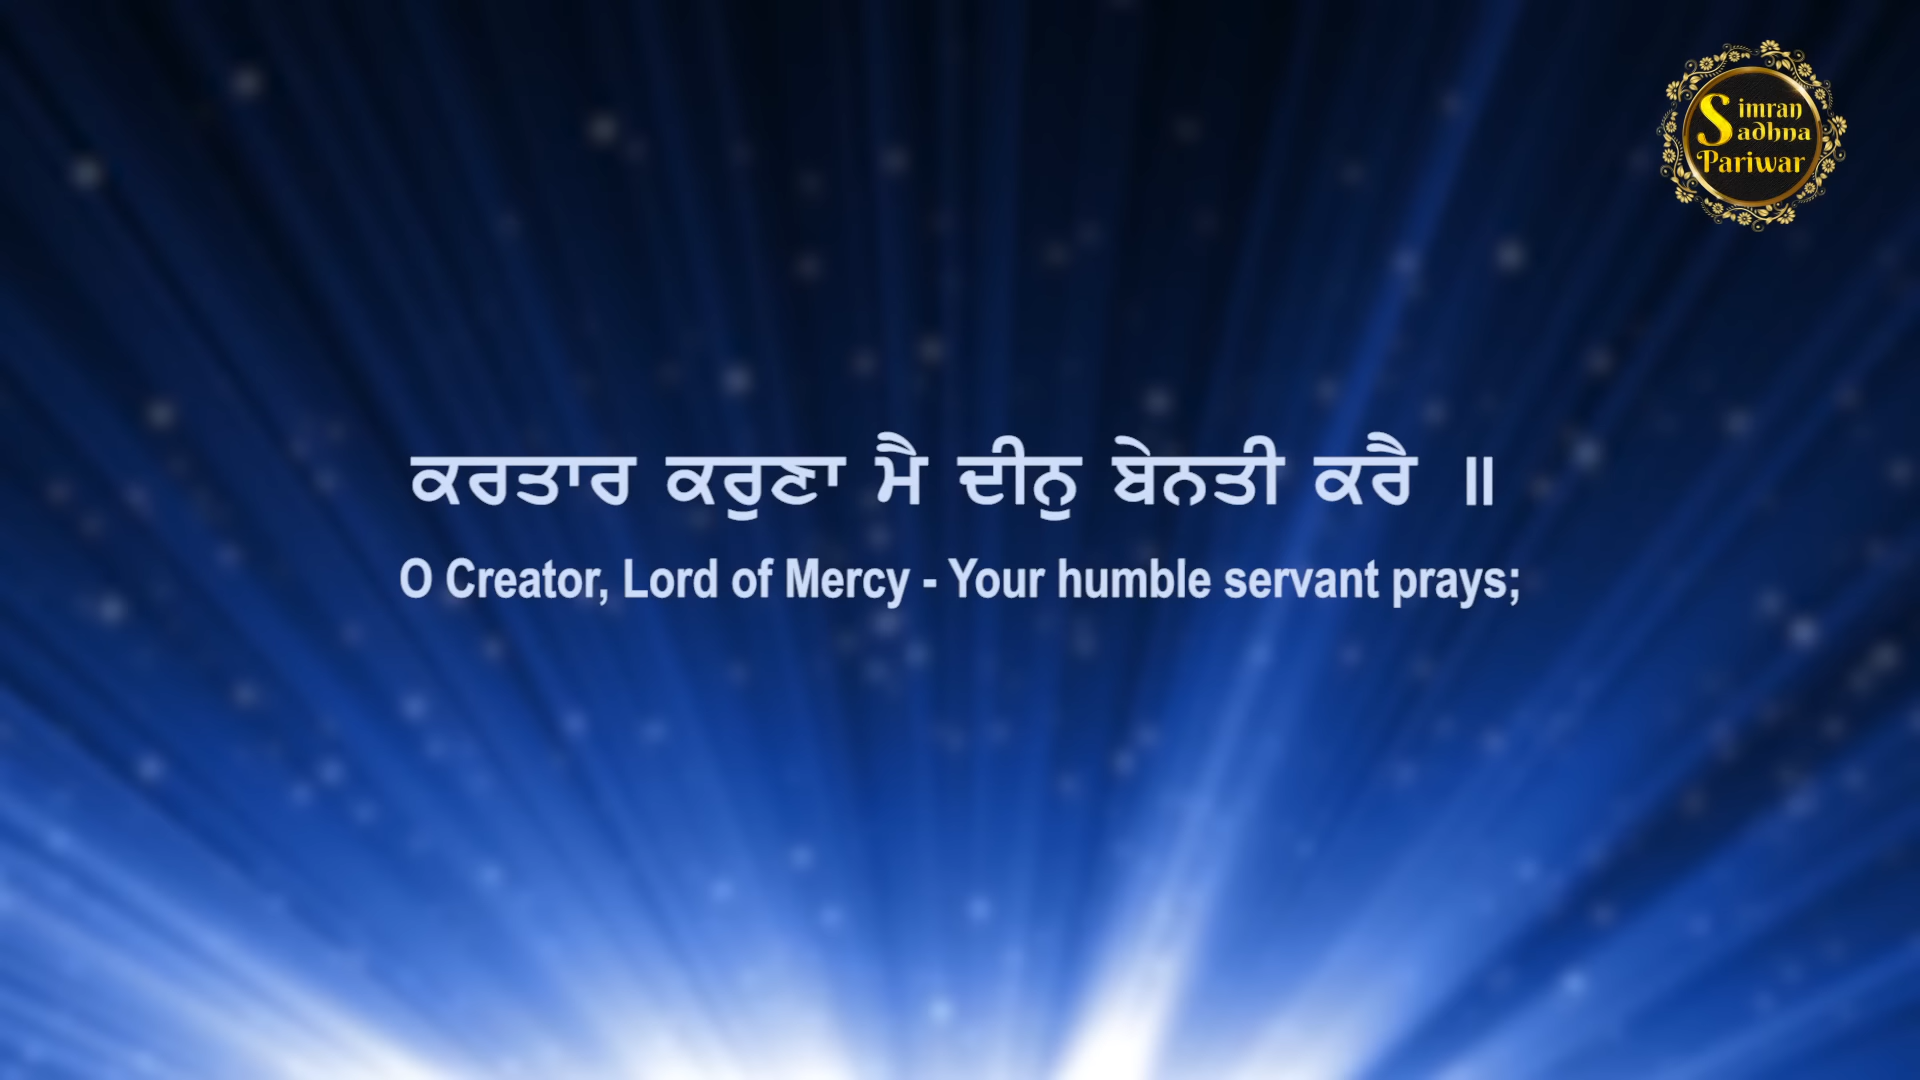 Simran
Sadhna
Pariwar
ਕਰਤਾਰ ਕਰੁਣਾ ਮੈ ਦੀਨੁ ਬੇਨਤੀ ਕਰੈ ॥
O Creator, Lord of Mercy - Your humble servant prays;